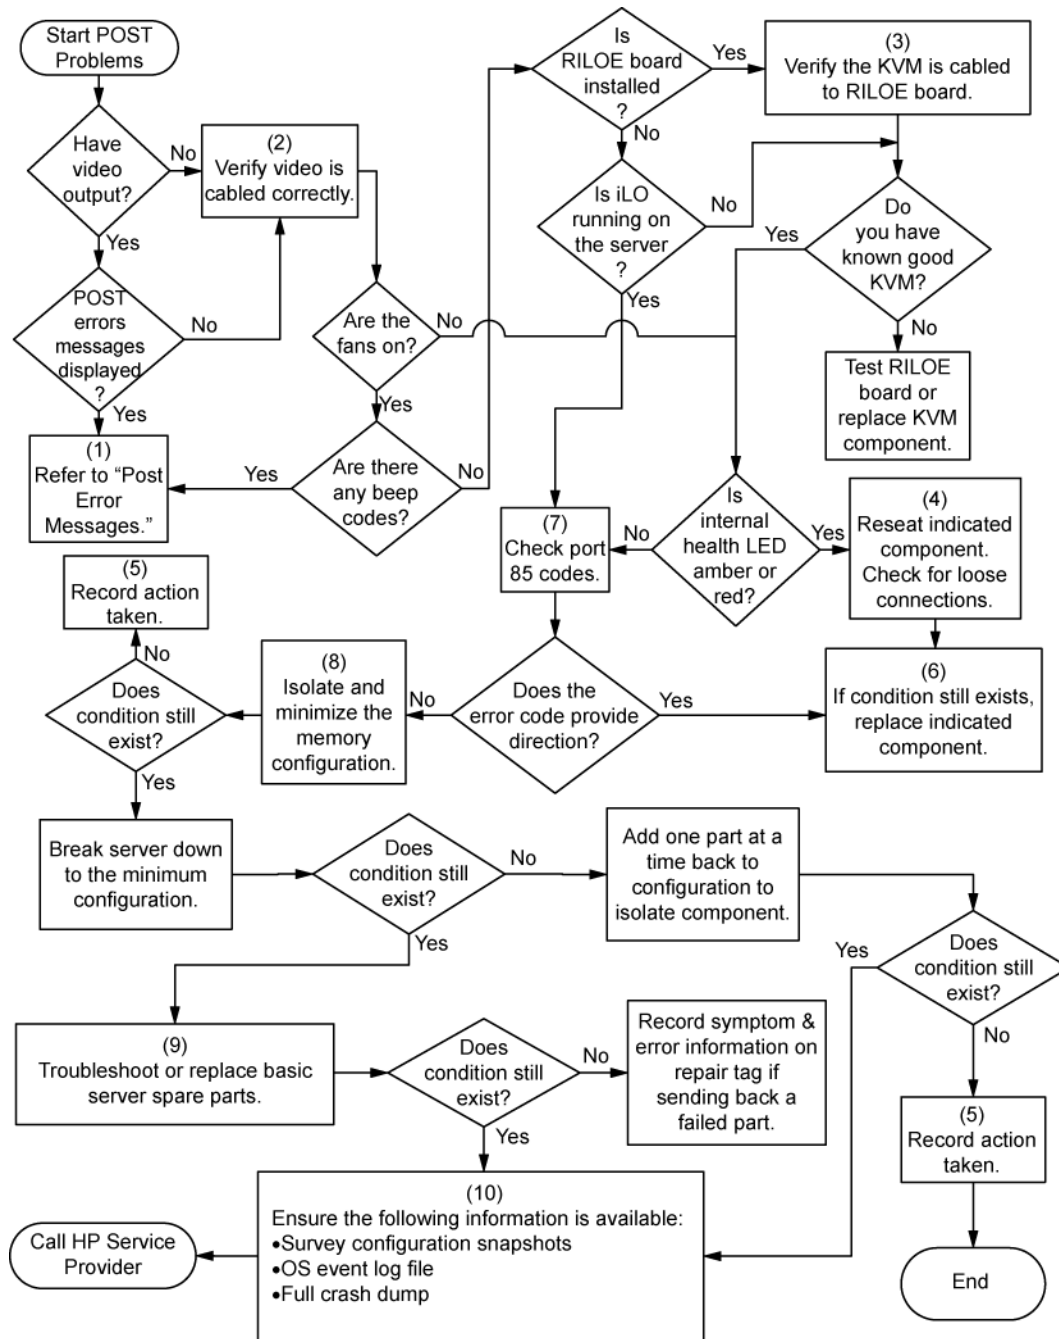 Start POST
Problems
Have
video
output?
No
Yes
(2)
Verify video is
cabled correctly.
POST
errors
messages
displayed
?
No
Yes
(1)
Refer to “Post
Error
Messages.”
Are the
fans on?
No
Yes
Are there
any beep
codes?
Yes
No
Is
RILOE board
installed
?
Yes
No
(3)
Verify the KVM is cabled
to RILOE board.
Is iLO
running on
the server
?
No
Yes
Do
you have
known good
KVM?
Yes
No
Test RILOE
board or
replace KVM
component.
Is
internal
health LED
amber or
red?
No
Yes
(4)
Reseat indicated
component.
Check for loose
connections.
(7)
Check port
85 codes.
(5)
Record action
taken.
No
Does
condition still
exist?
Yes
(8)
Isolate and
minimize the
memory
configuration.
No
Does the
error code provide
direction?
Yes
(6)
If condition still exists,
replace indicated
component.
Break server down
to the minimum
configuration.
Does
condition still
exist?
No
Yes
Add one part at a
time back to
configuration to
isolate component.
Yes
Does
condition still
exist?
No
(9)
Troubleshoot or replace basic
server spare parts.
Does
condition still
exist?
No
Yes
Record symptom &
error information on
repair tag if
sending back a
failed part.
(5)
Record action
taken.
(10)
Ensure the following information is available:
•Survey configuration snapshots
•OS event log file
•Full crash dump
Call HP Service
Provider
End